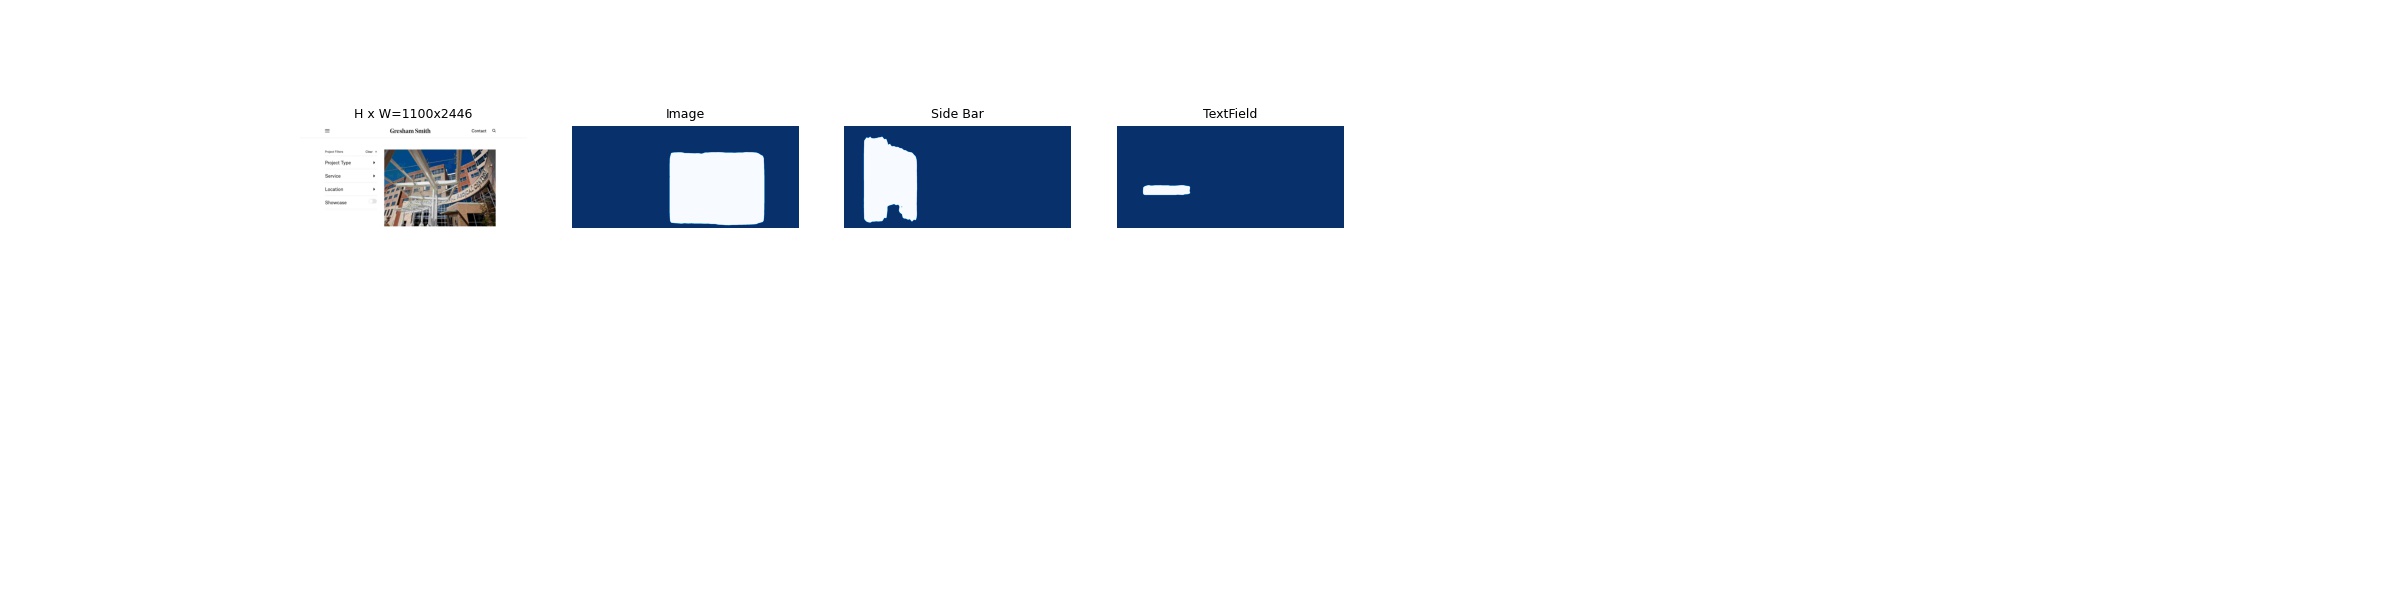 H x W=1100x2446
Image
Side Bar
TextField
Gresham Smith
Contact
Project Filters
Clear
Project Type
Service
Location
Showcase